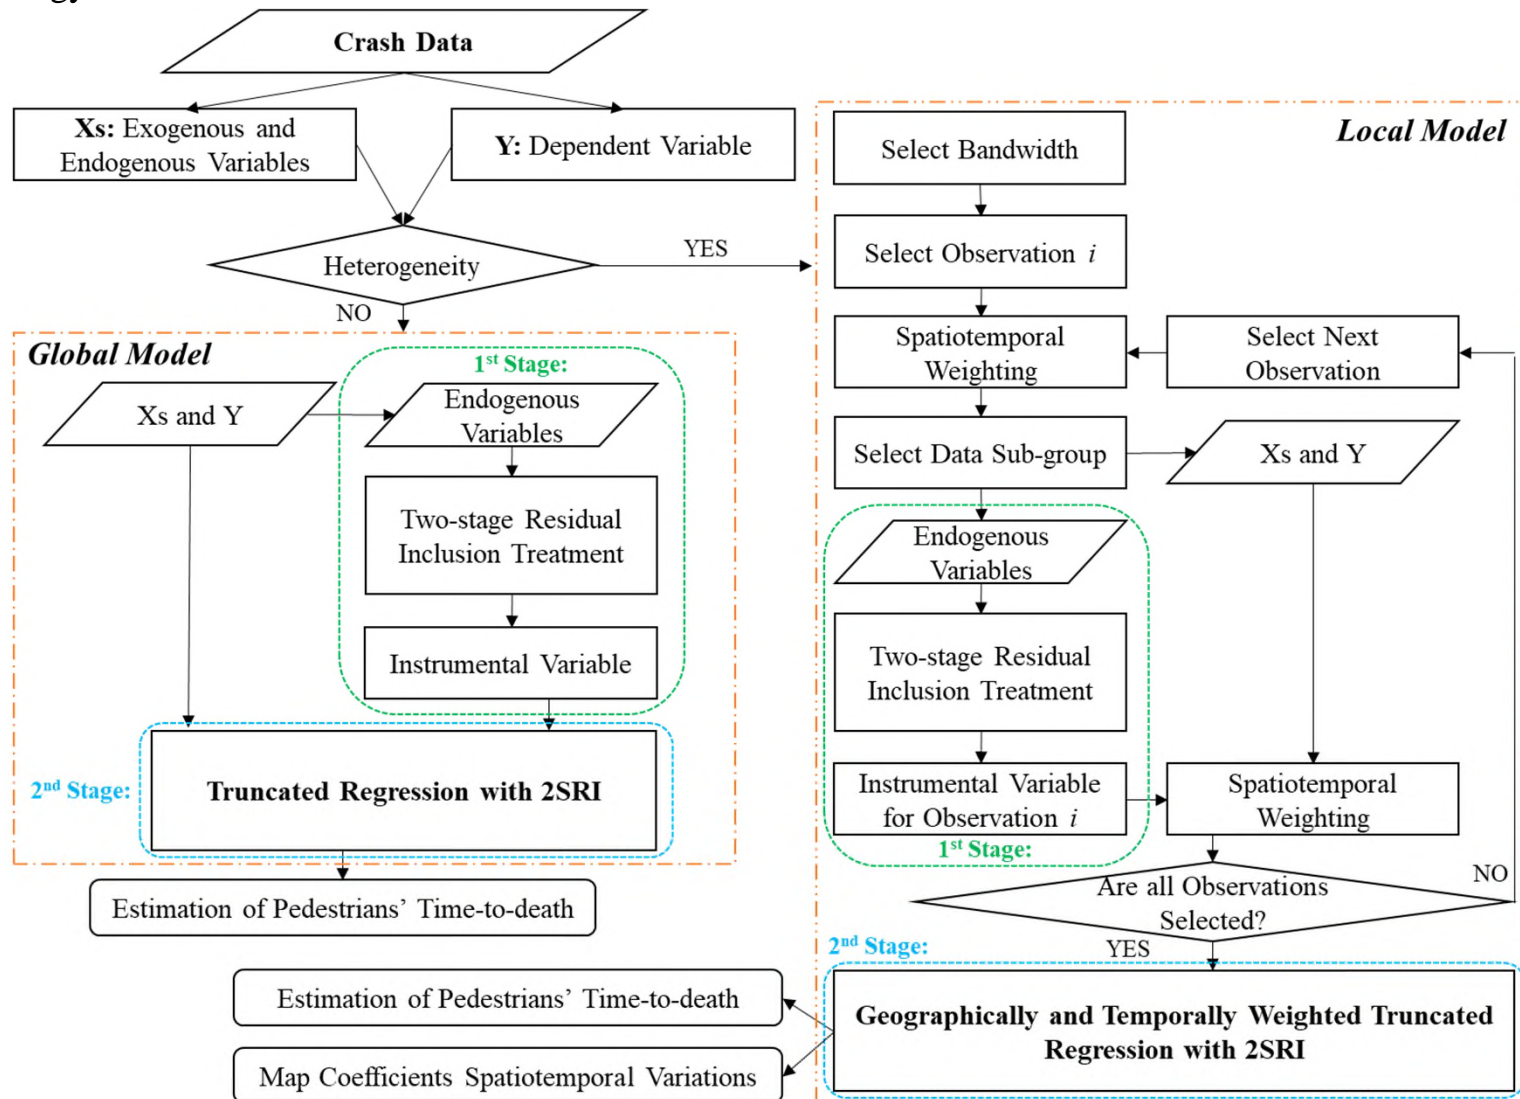 Crash Data
Xs: Exogenous and
Endogenous Variables
Y: Dependent Variable
Heterogeneity
YES
NO
Global Model
1st Stage:
Xs and Y
Endogenous
Variables
Two-stage Residual
Inclusion Treatment
Instrumental Variable
2nd Stage:
Truncated Regression with 2SRI
Estimation of Pedestrians' Time-to-death
Local Model
Select Bandwidth
Select Observation i
Spatiotemporal
Weighting
Select Next
Observation
Select Data Sub-group
Xs and Y
Endogenous
Variables
Two-stage Residual
Inclusion Treatment
Instrumental Variable
for Observation i
1st Stage:
Spatiotemporal
Weighting
Are all Observations
Selected?
NO
YES
2nd Stage:
Geographically and Temporally Weighted Truncated
Regression with 2SRI
Estimation of Pedestrians' Time-to-death
Map Coefficients Spatiotemporal Variations